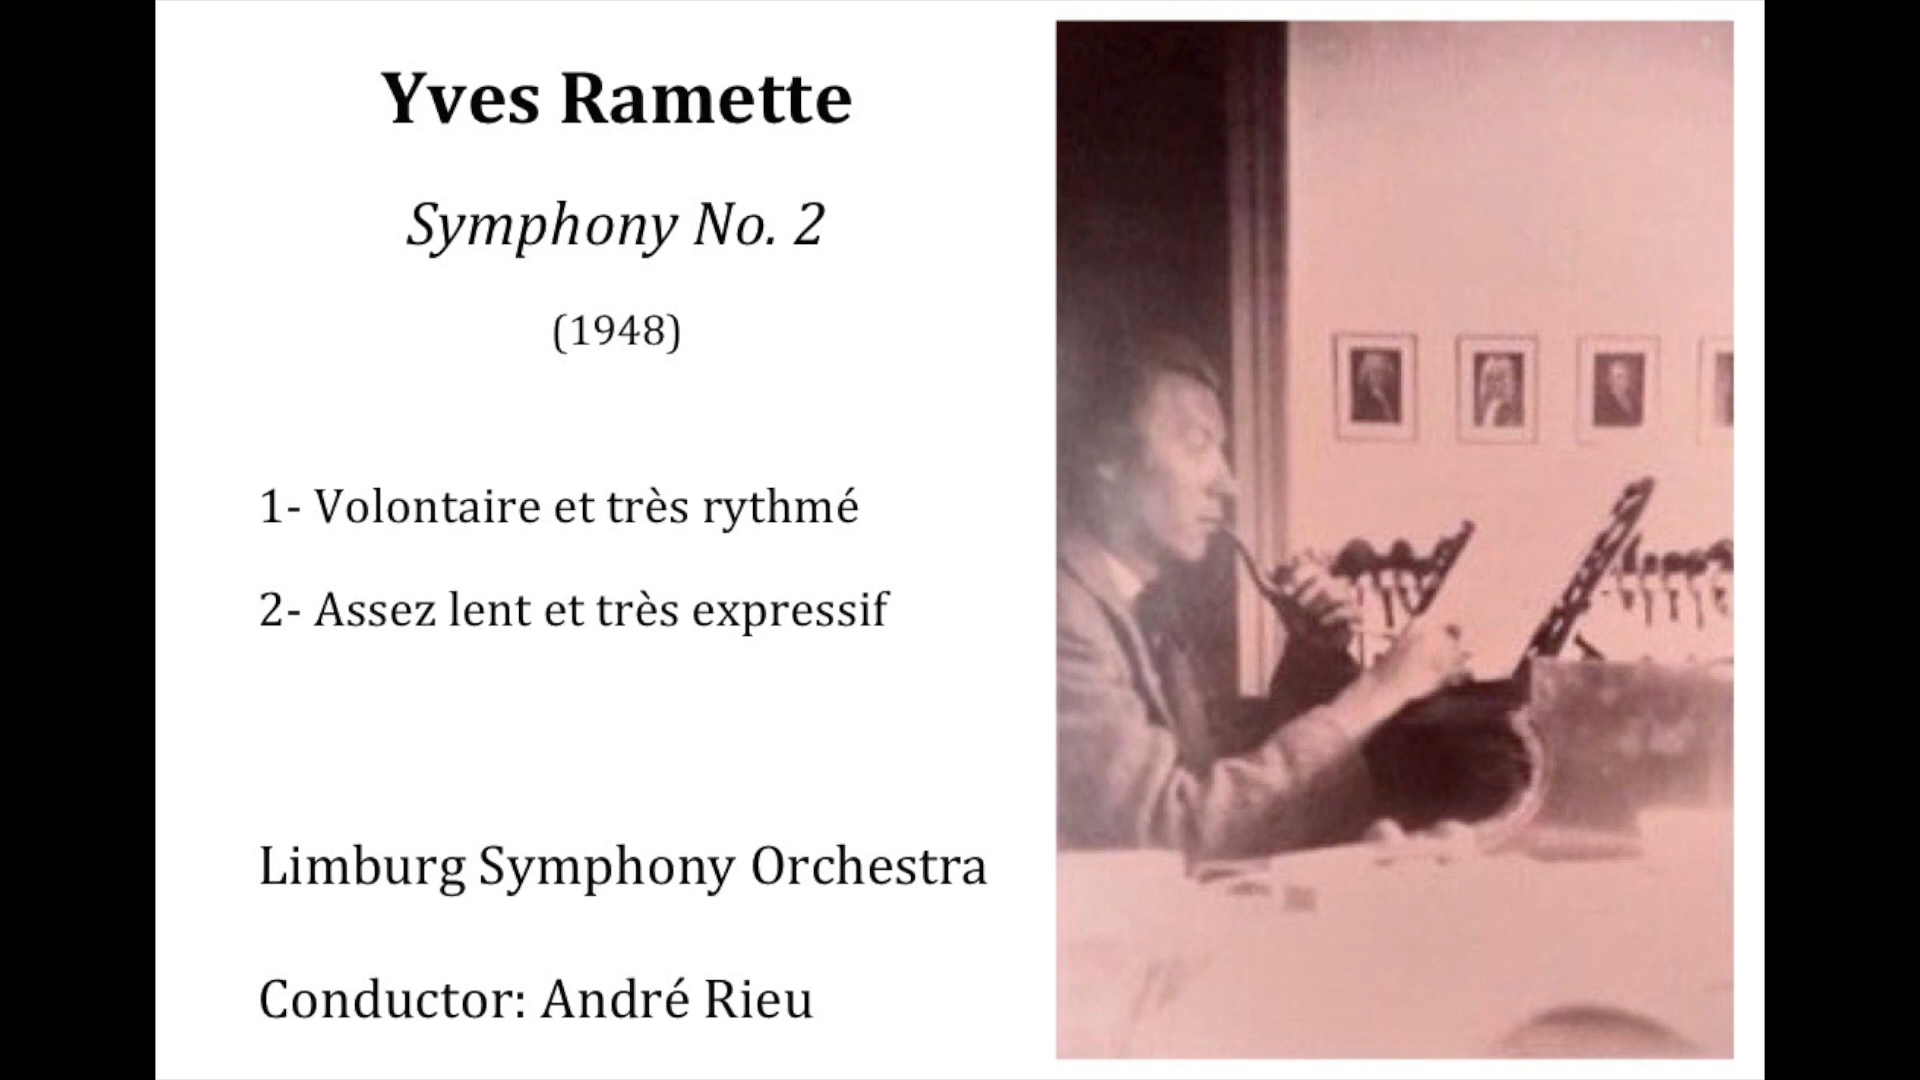 Yves Ramette
Symphony No. 2
(1948)
1- Volontaire et très rythmé
2- Assez lent et très expressif
Limburg Symphony Orchestra
Conductor: André Rieu